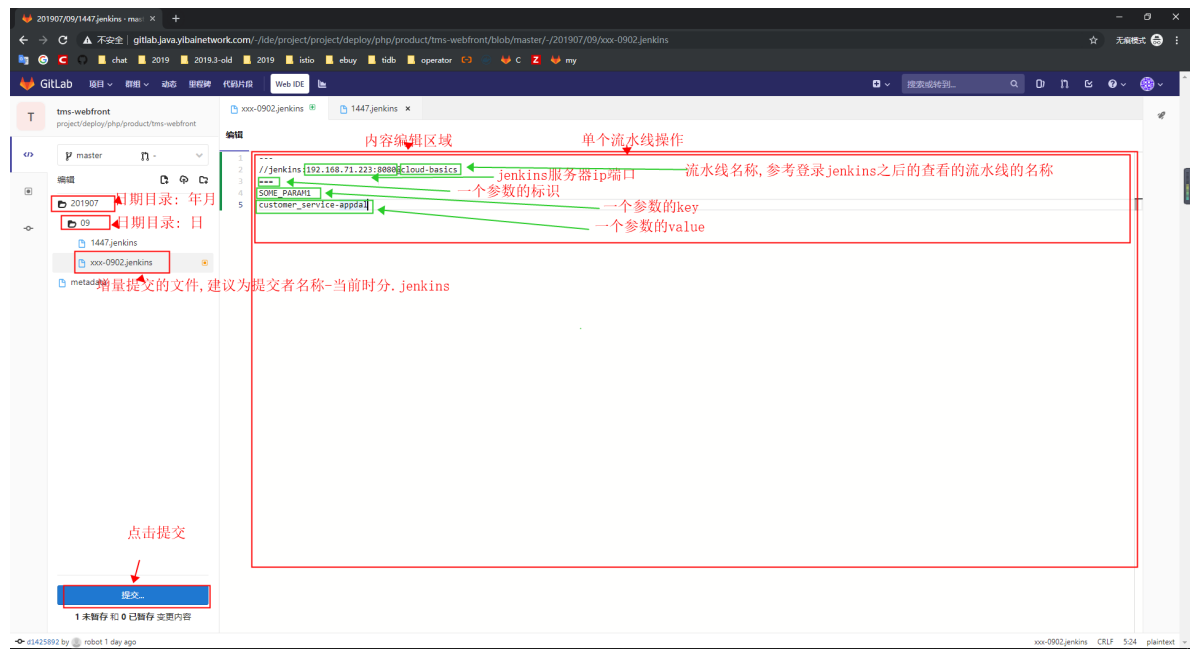 201907/09/1447.jenkins · mas
不安全 | gitlab.java.yibainetwork.com/-/ide/project/project/deploy/php/product/tms-webfront/blob/master/-/201907/09/xxx-0902.jenkins
无痕模式
chat 2019 2019.3-old 2019 istio ebuy tidb operator C my
GitLab 项目 群组 动态 里程碑 代码片段 Web IDE 搜索或转到...
T tms-webfront
project/deploy/php/product/tms-webfront
xxx-0902.jenkins 1447.jenkins
编辑
内容编辑区域 单个流水线操作
master -
1 ---
2 //jenkins:192.168.71.223:8080@cloud-basics
流水线名称,参考登录jenkins之后的查看的流水线的名称
jenkins服务器ip端口
3 ---
一个参数的标识
4 SOME_PARAM1
一个参数的key
5 customer_service-appdal
一个参数的value
编辑
201907 日期目录: 年月
09 日期目录: 日
1447.jenkins
xxx-0902.jenkins
metadata
增量提交的文件,建议为提交者名称-当前时分.jenkins
点击提交
提交...
1 未暂存 和 0 已暂存 变更内容
d1425892 by robot 1 day ago
xxx-0902.jenkins CRLF 5:24 plaintext